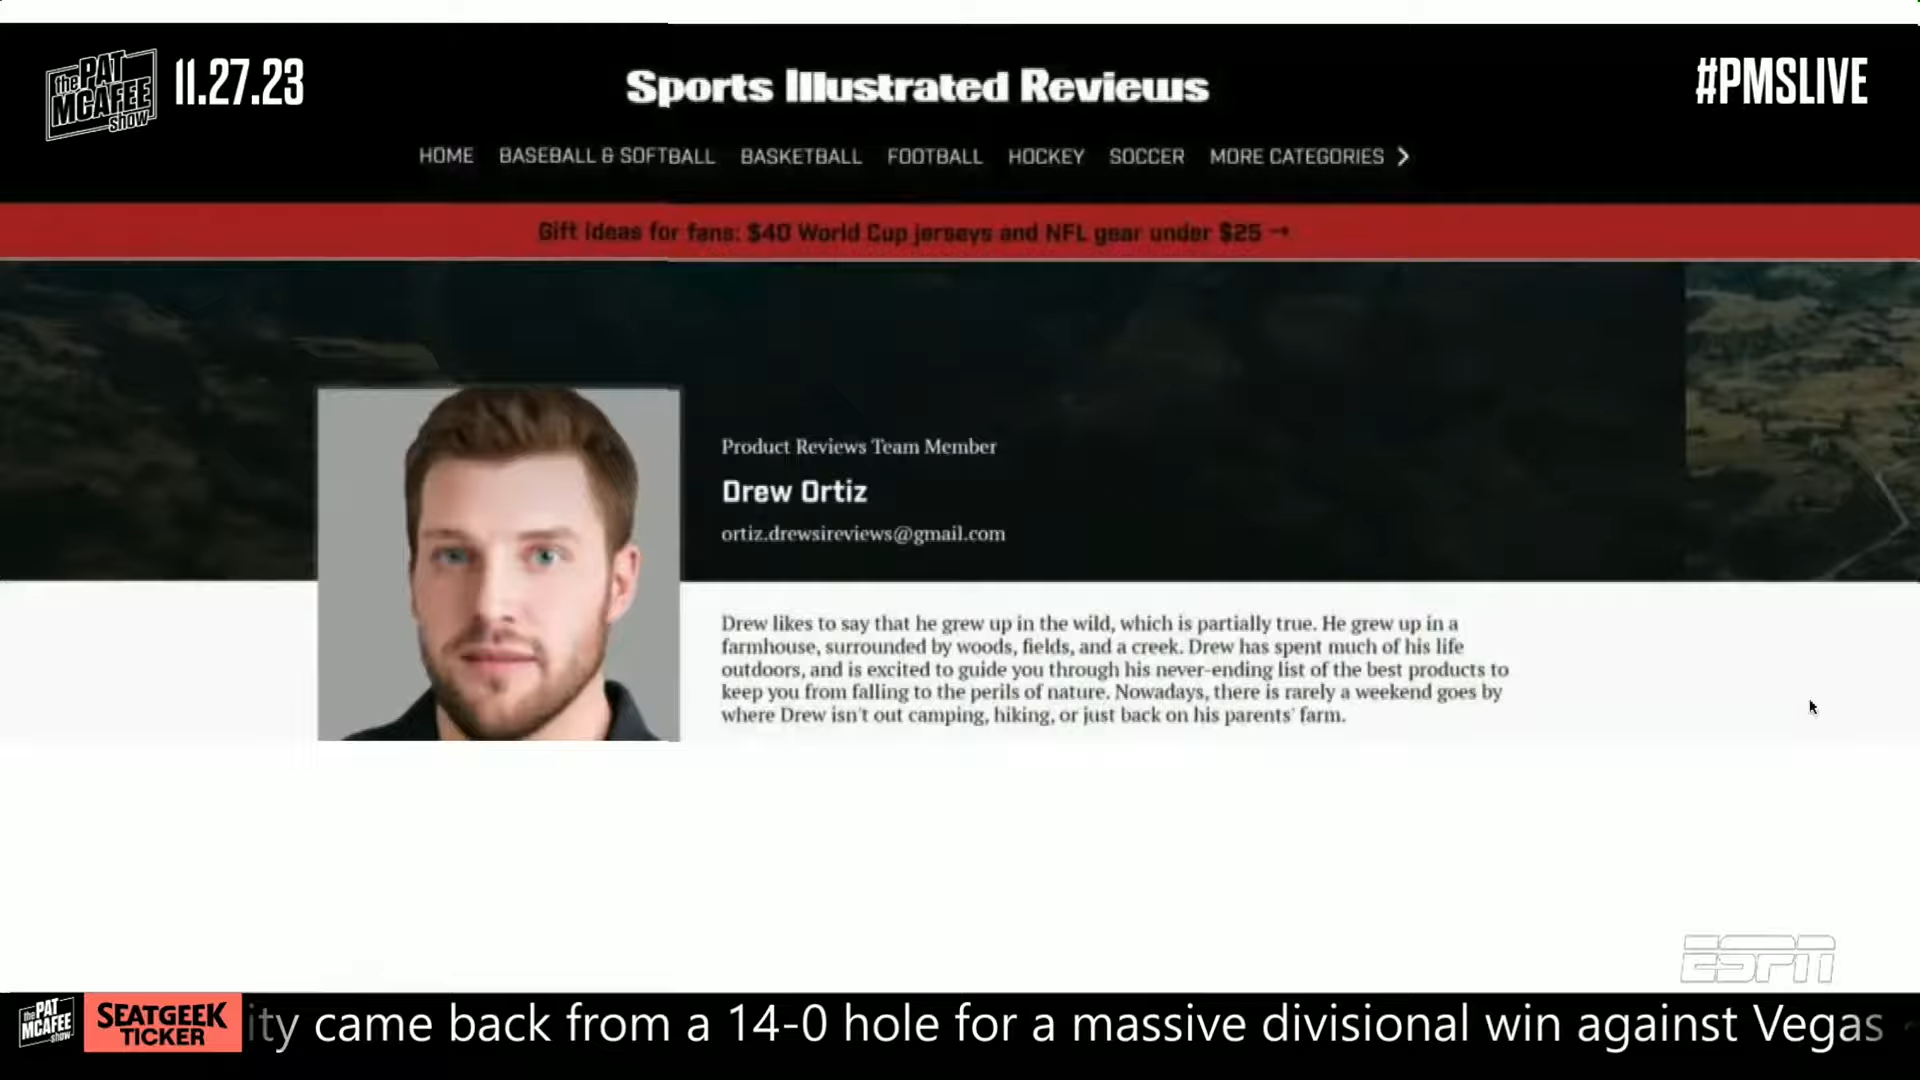 the PAT MCAFEE show
11.27.23
#PMSLIVE
Sports Illustrated Reviews
HOME BASEBALL & SOFTBALL BASKETBALL FOOTBALL HOCKEY SOCCER MORE CATEGORIES
Gift ideas for fans: $40 World Cup jerseys and NFL gear under $25 →
Product Reviews Team Member
Drew Ortiz
ortiz.drewsireviews@gmail.com
Drew likes to say that he grew up in the wild, which is partially true. He grew up in a
farmhouse, surrounded by woods, fields, and a creek. Drew has spent much of his life
outdoors, and is excited to guide you through his never-ending list of the best products to
keep you from falling to the perils of nature. Nowadays, there is rarely a weekend goes by
where Drew isn't out camping, hiking, or just back on his parents' farm.
ESPN
the PAT MCAFEE show
SEATGEEK
TICKER
ity came back from a 14-0 hole for a massive divisional win against Vegas